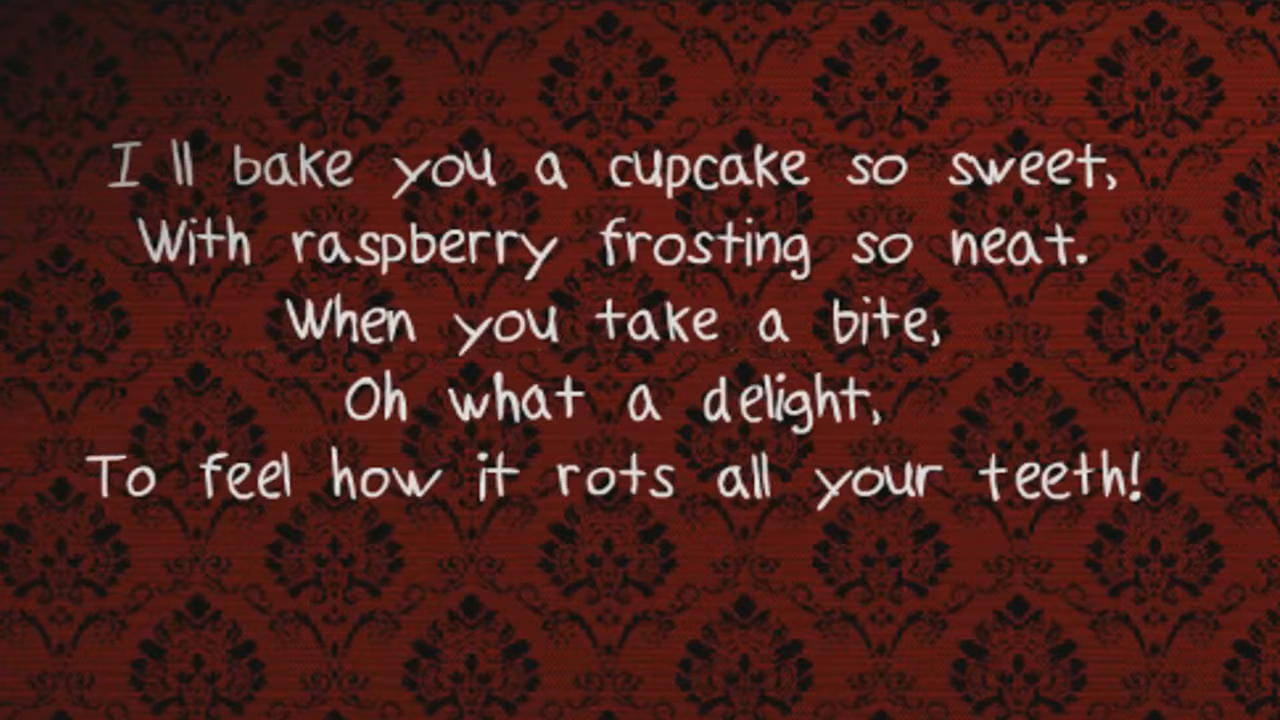 I ll bake you a cupcake so sweet,
With raspberry frosting so neat.
When you take a bite,
Oh what a delight,
To feel how it rots all your teeth!